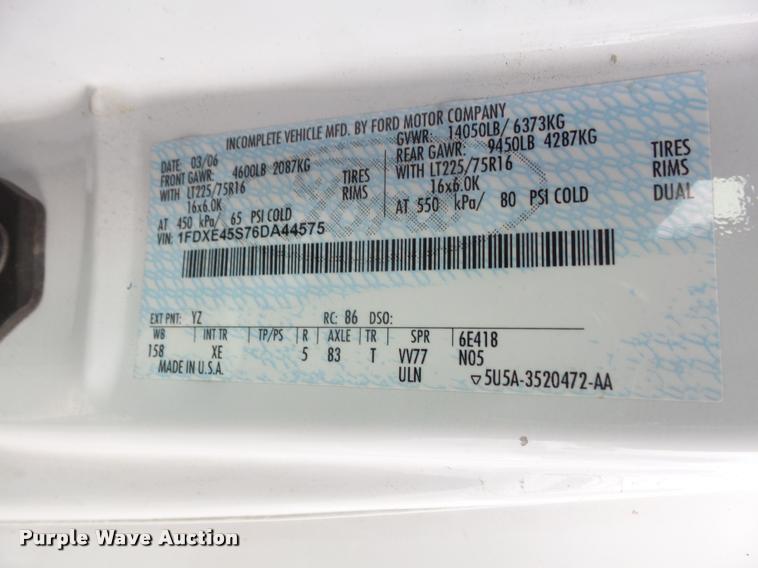 INCOMPLETE VEHICLE MFD. BY FORD MOTOR COMPANY
DATE: 03/06 GVWR: 14050LB/ 6373KG
FRONT GAWR: 4600LB 2087KG REAR GAWR: 9450LB 4287KG
WITH LT225/75R16 TIRES WITH LT225/75R16 TIRES
16x6.0K RIMS 16x6.0K RIMS
AT 450 kPa/ 65 PSI COLD AT 550 kPa/ 80 PSI COLD DUAL
VIN: 1FDXE45S76DA44575
EXT PNT: YZ RC: 86 DSO:
WB INT TR TP/PS R AXLE TR SPR 6E418
158 XE 5 83 T VV77 N05
MADE IN U.S.A. ULN ▽5U5A-3520472-AA
Purple Wave Auction